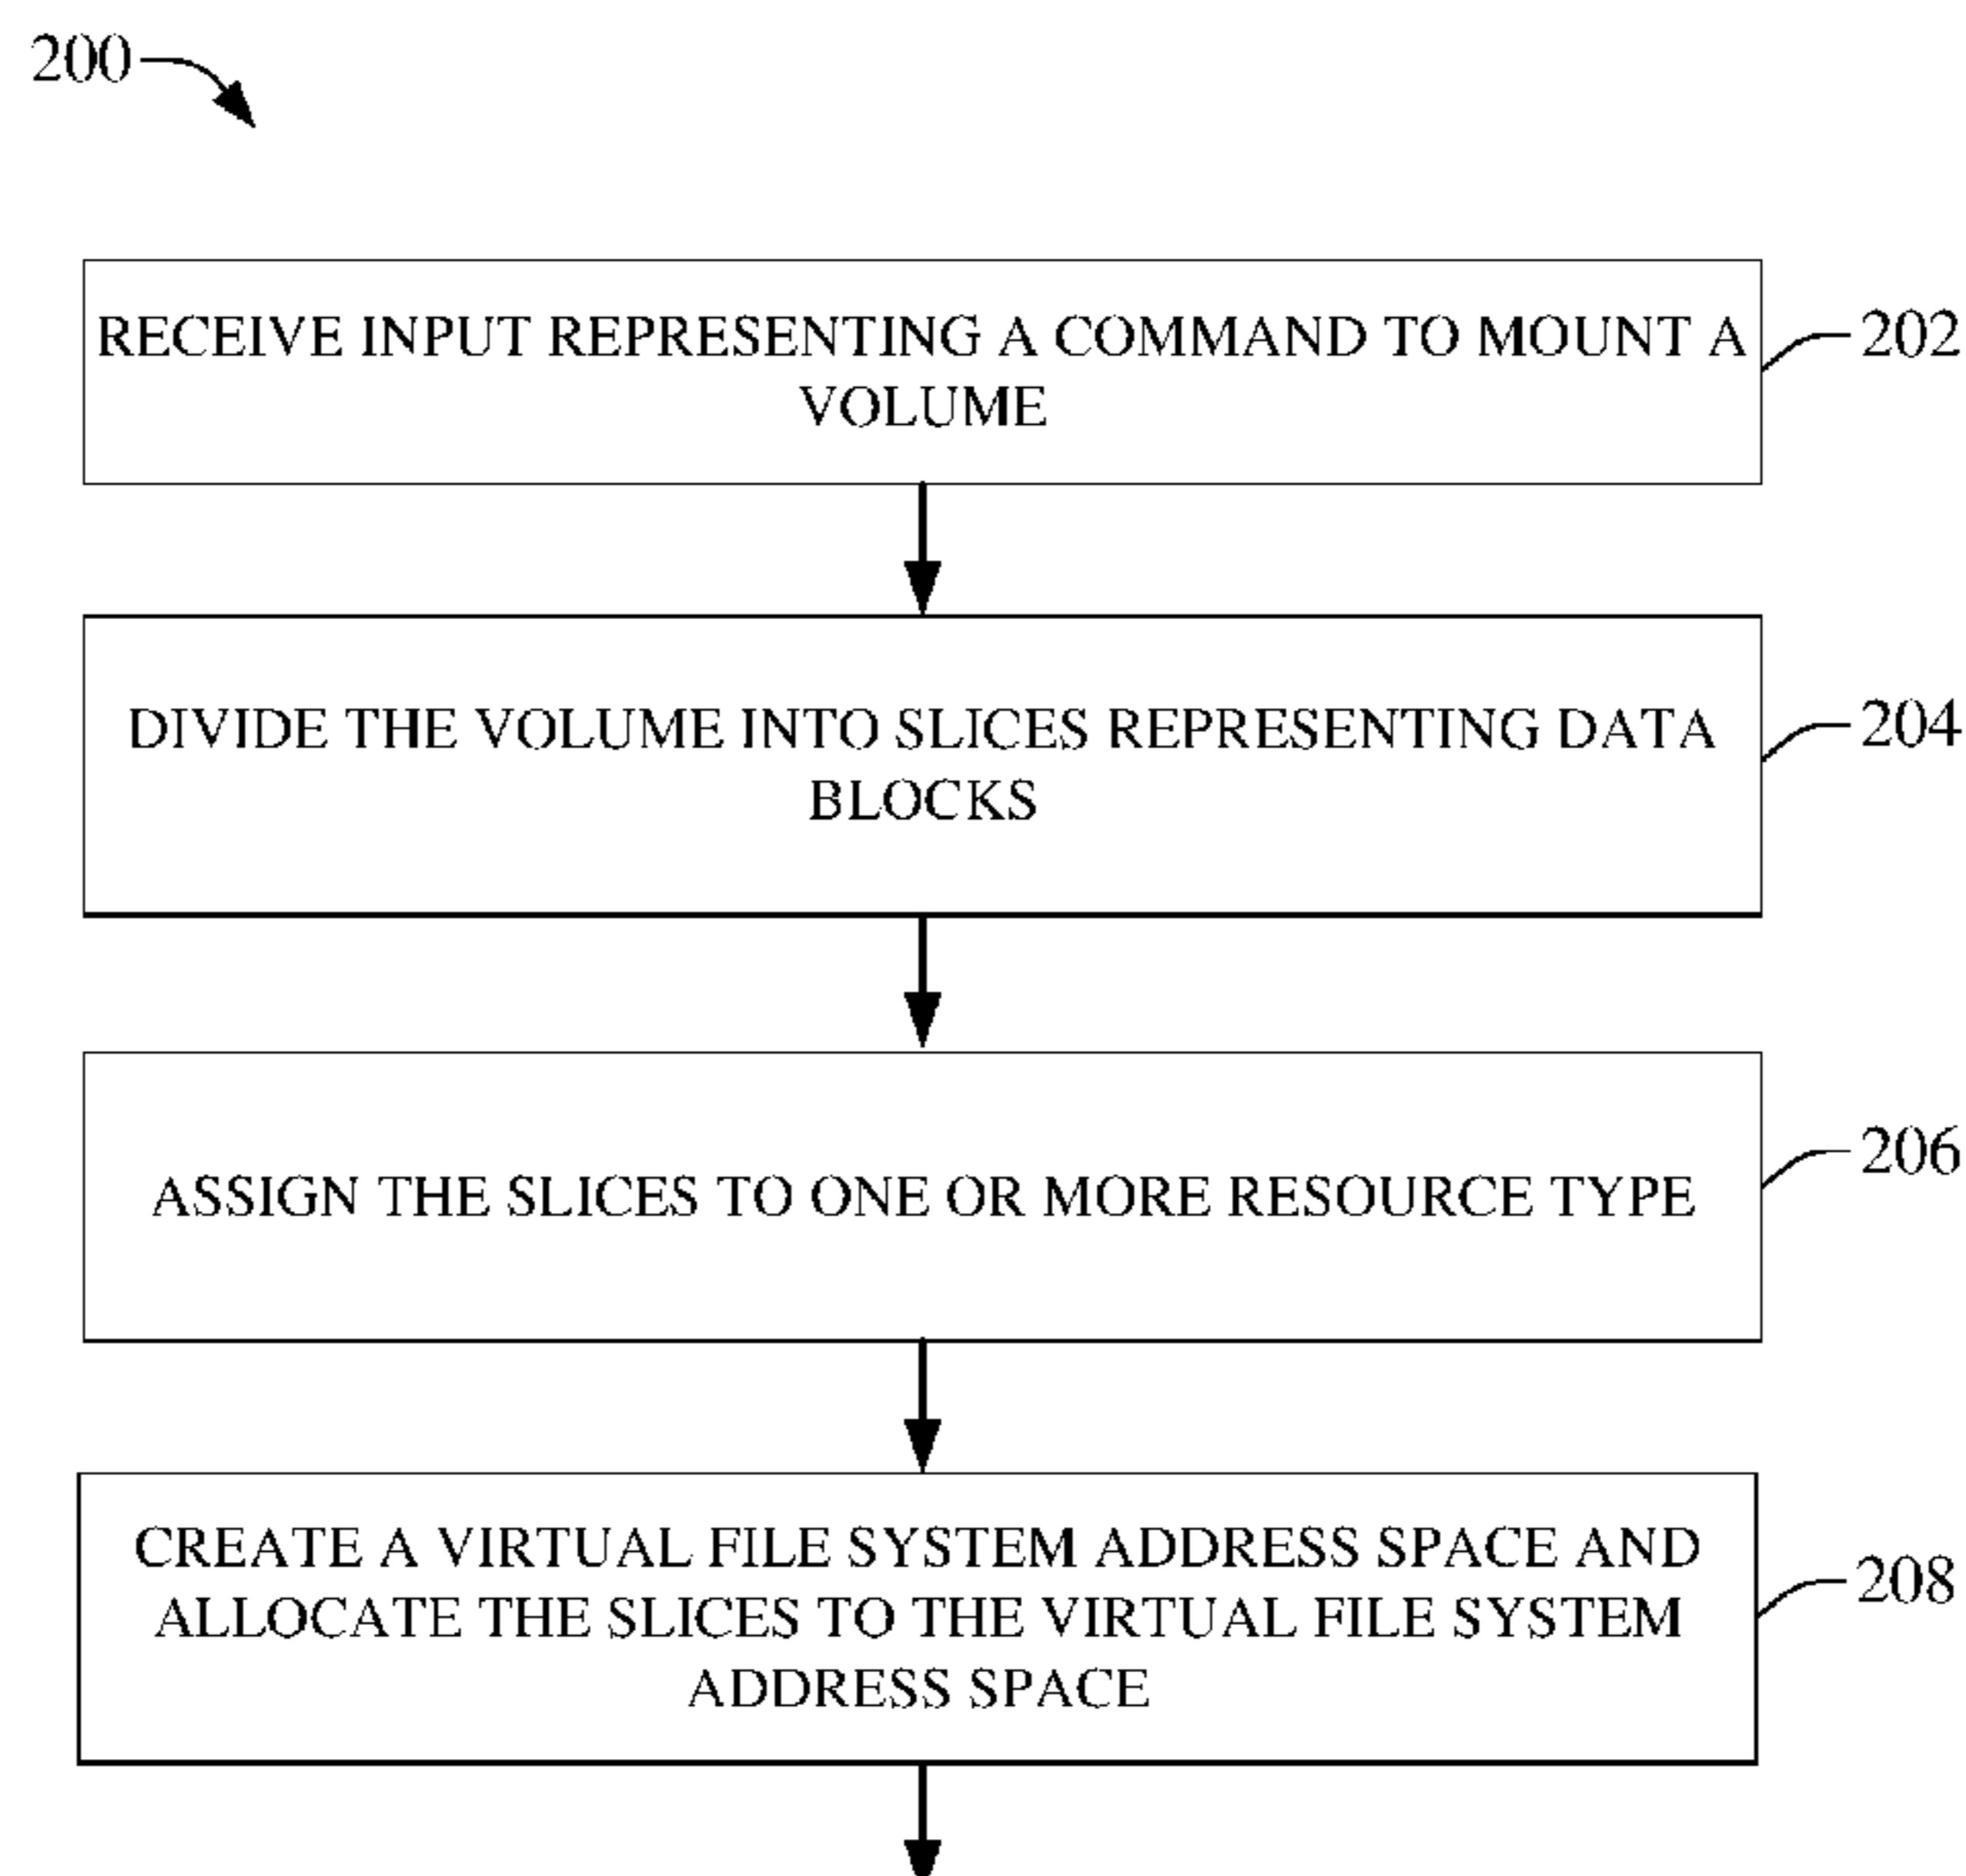 200
RECEIVE INPUT REPRESENTING A COMMAND TO MOUNT A
VOLUME
202
DIVIDE THE VOLUME INTO SLICES REPRESENTING DATA
BLOCKS
204
ASSIGN THE SLICES TO ONE OR MORE RESOURCE TYPE
206
CREATE A VIRTUAL FILE SYSTEM ADDRESS SPACE AND
ALLOCATE THE SLICES TO THE VIRTUAL FILE SYSTEM
ADDRESS SPACE
208